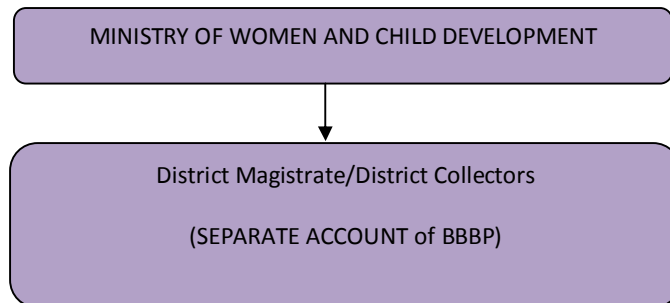 MINISTRY OF WOMEN AND CHILD DEVELOPMENT
District Magistrate/District Collectors
(SEPARATE ACCOUNT of BBBP)